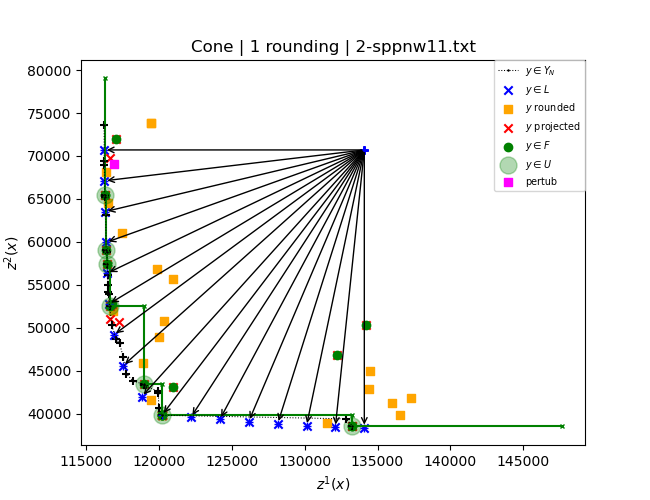 Cone | 1 rounding | 2-sppnw11.txt
80000
75000
70000
65000
60000
55000
50000
45000
40000
z²(x)
115000 120000 125000 130000 135000 140000 145000
z¹(x)
y ∈ Y_N
y ∈ L
y rounded
y projected
y ∈ F
y ∈ U
pertub